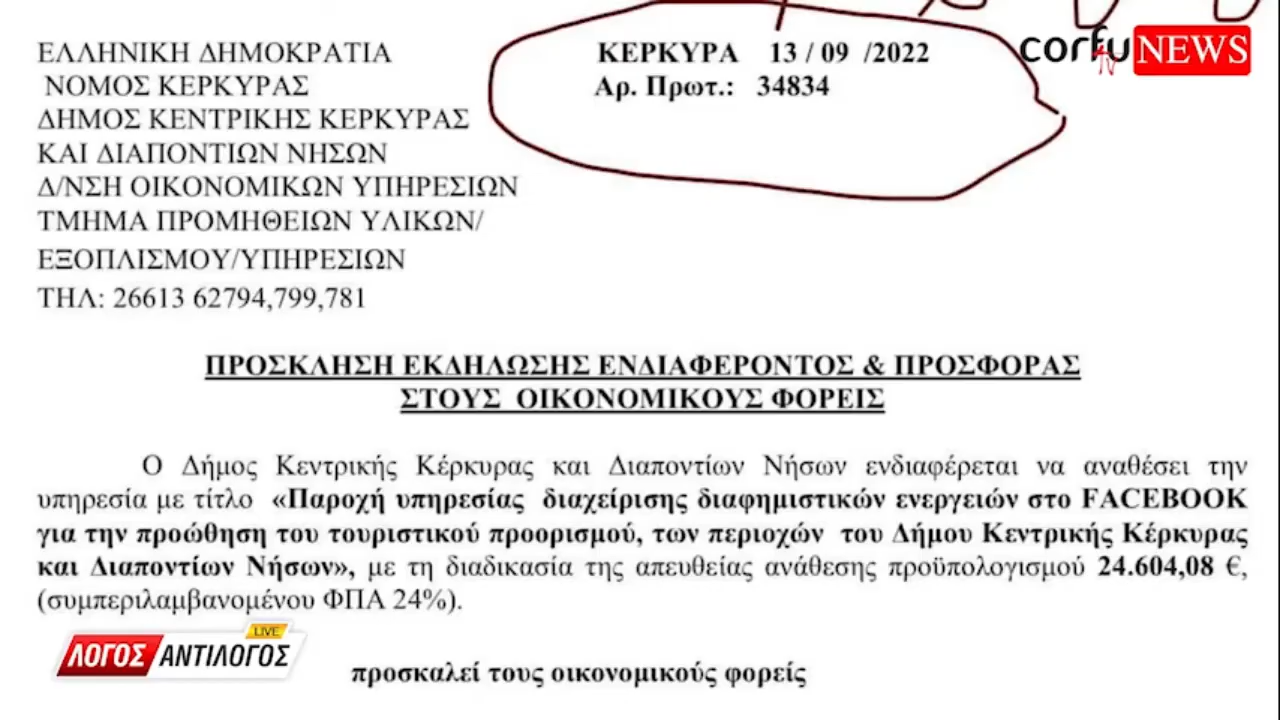 ΕΛΛΗΝΙΚΗ ΔΗΜΟΚΡΑΤΙΑ
ΝΟΜΟΣ ΚΕΡΚΥΡΑΣ
ΔΗΜΟΣ ΚΕΝΤΡΙΚΗΣ ΚΕΡΚΥΡΑΣ
ΚΑΙ ΔΙΑΠΟΝΤΙΩΝ ΝΗΣΩΝ
Δ/ΝΣΗ ΟΙΚΟΝΟΜΙΚΩΝ ΥΠΗΡΕΣΙΩΝ
ΤΜΗΜΑ ΠΡΟΜΗΘΕΙΩΝ ΥΛΙΚΩΝ/
ΕΞΟΠΛΙΣΜΟΥ/ΥΠΗΡΕΣΙΩΝ
ΤΗΛ: 26613 62794,799,781
ΚΕΡΚΥΡΑ 13 / 09 /2022
Αρ. Πρωτ.: 34834
corfu TV NEWS
ΠΡΟΣΚΛΗΣΗ ΕΚΔΗΛΩΣΗΣ ΕΝΔΙΑΦΕΡΟΝΤΟΣ & ΠΡΟΣΦΟΡΑΣ
ΣΤΟΥΣ ΟΙΚΟΝΟΜΙΚΟΥΣ ΦΟΡΕΙΣ
Ο Δήμος Κεντρικής Κέρκυρας και Διαποντίων Νήσων ενδιαφέρεται να αναθέσει την
υπηρεσία με τίτλο «Παροχή υπηρεσίας διαχείρισης διαφημιστικών ενεργειών στο FACEBOOK
για την προώθηση του τουριστικού προορισμού, των περιοχών του Δήμου Κεντρικής Κέρκυρας
και Διαποντίων Νήσων», με τη διαδικασία της απευθείας ανάθεσης προϋπολογισμού 24.604,08 €,
(συμπεριλαμβανομένου ΦΠΑ 24%).
LIVE
ΛΟΓΟΣ ΑΝΤΙΛΟΓΟΣ
προσκαλεί τους οικονομικούς φορείς